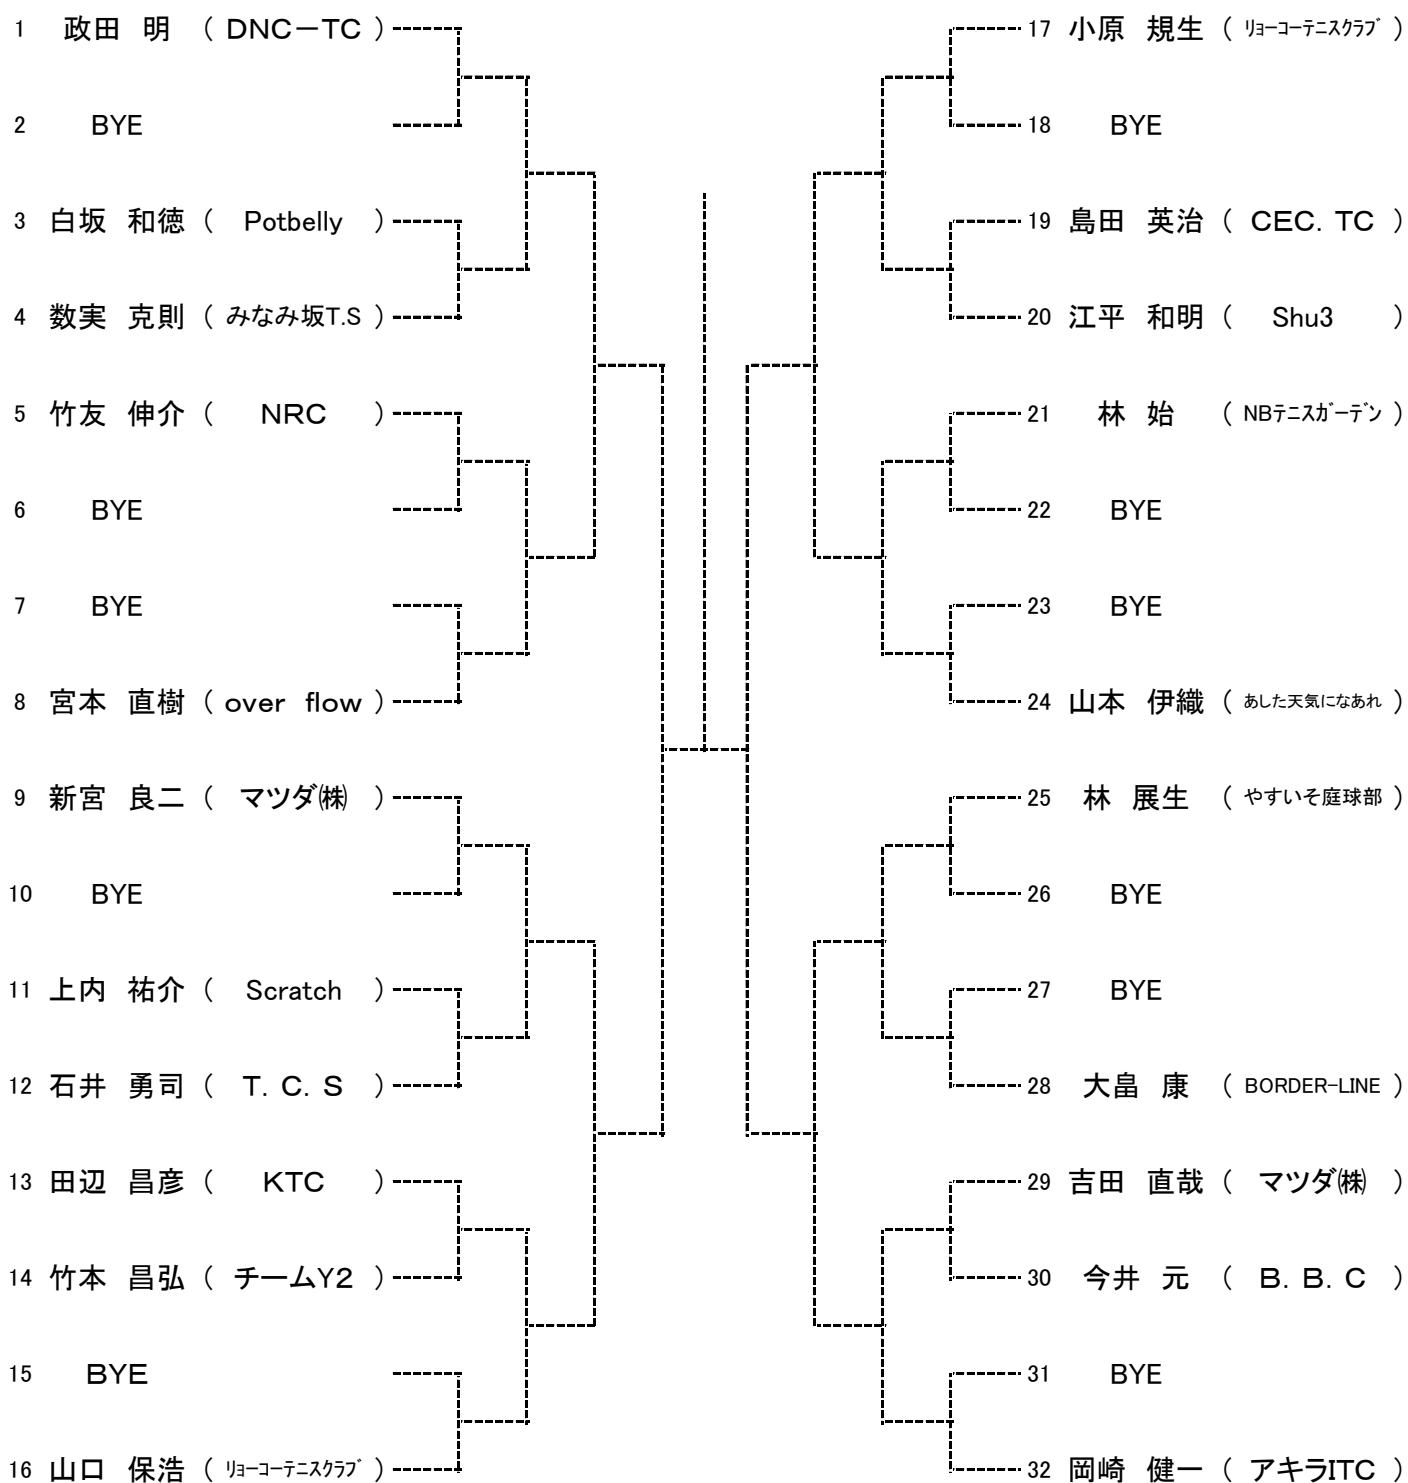 1 政田 明 ( DNC－TC )
2 BYE
3 白坂 和徳 ( Potbelly )
4 数実 克則 ( みなみ坂T.S )
5 竹友 伸介 ( NRC )
6 BYE
7 BYE
8 宮本 直樹 ( over flow )
9 新宮 良二 ( マツダ㈱ )
10 BYE
11 上内 祐介 ( Scratch )
12 石井 勇司 ( T. C. S )
13 田辺 昌彦 ( KTC )
14 竹本 昌弘 ( チームY2 )
15 BYE
16 山口 保浩 ( ﾘｮｰｺｰﾃﾆｽｸﾗﾌﾞ )
17 小原 規生 ( ﾘｮｰｺｰﾃﾆｽｸﾗﾌﾞ )
18 BYE
19 島田 英治 ( CEC. TC )
20 江平 和明 ( Shu3 )
21 林 始 ( NBﾃﾆｽｶﾞｰﾃﾞﾝ )
22 BYE
23 BYE
24 山本 伊織 ( あした天気になあれ )
25 林 展生 ( やすいそ庭球部 )
26 BYE
27 BYE
28 大畠 康 ( BORDER-LINE )
29 吉田 直哉 ( マツダ㈱ )
30 今井 元 ( B. B. C )
31 BYE
32 岡崎 健一 ( アキラITC )